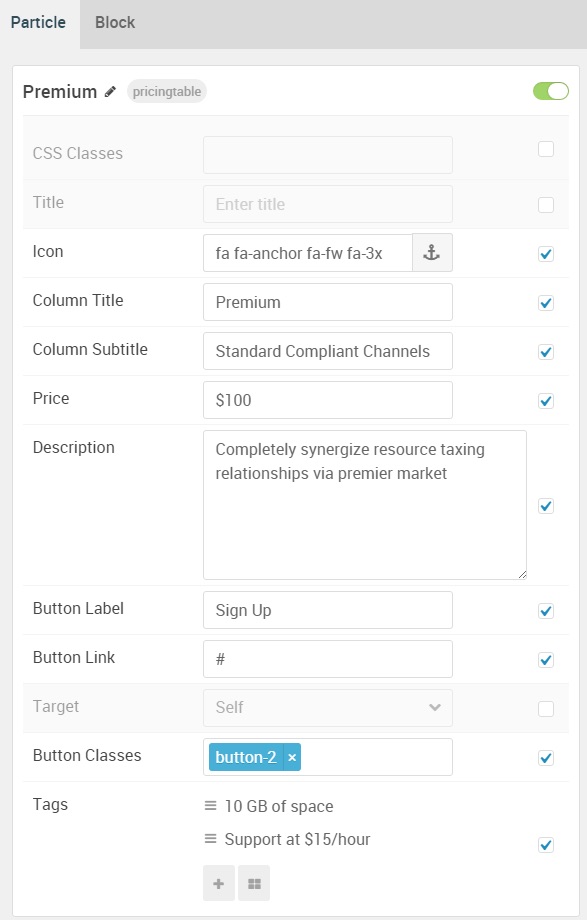 Particle Block
Premium pricingtable
CSS Classes
Title Enter title
Icon fa fa-anchor fa-fw fa-3x
Column Title Premium
Column Subtitle Standard Compliant Channels
Price $100
Description Completely synergize resource taxing
relationships via premier market
Button Label Sign Up
Button Link #
Target Self
Button Classes button-2 ×
Tags 10 GB of space
Support at $15/hour